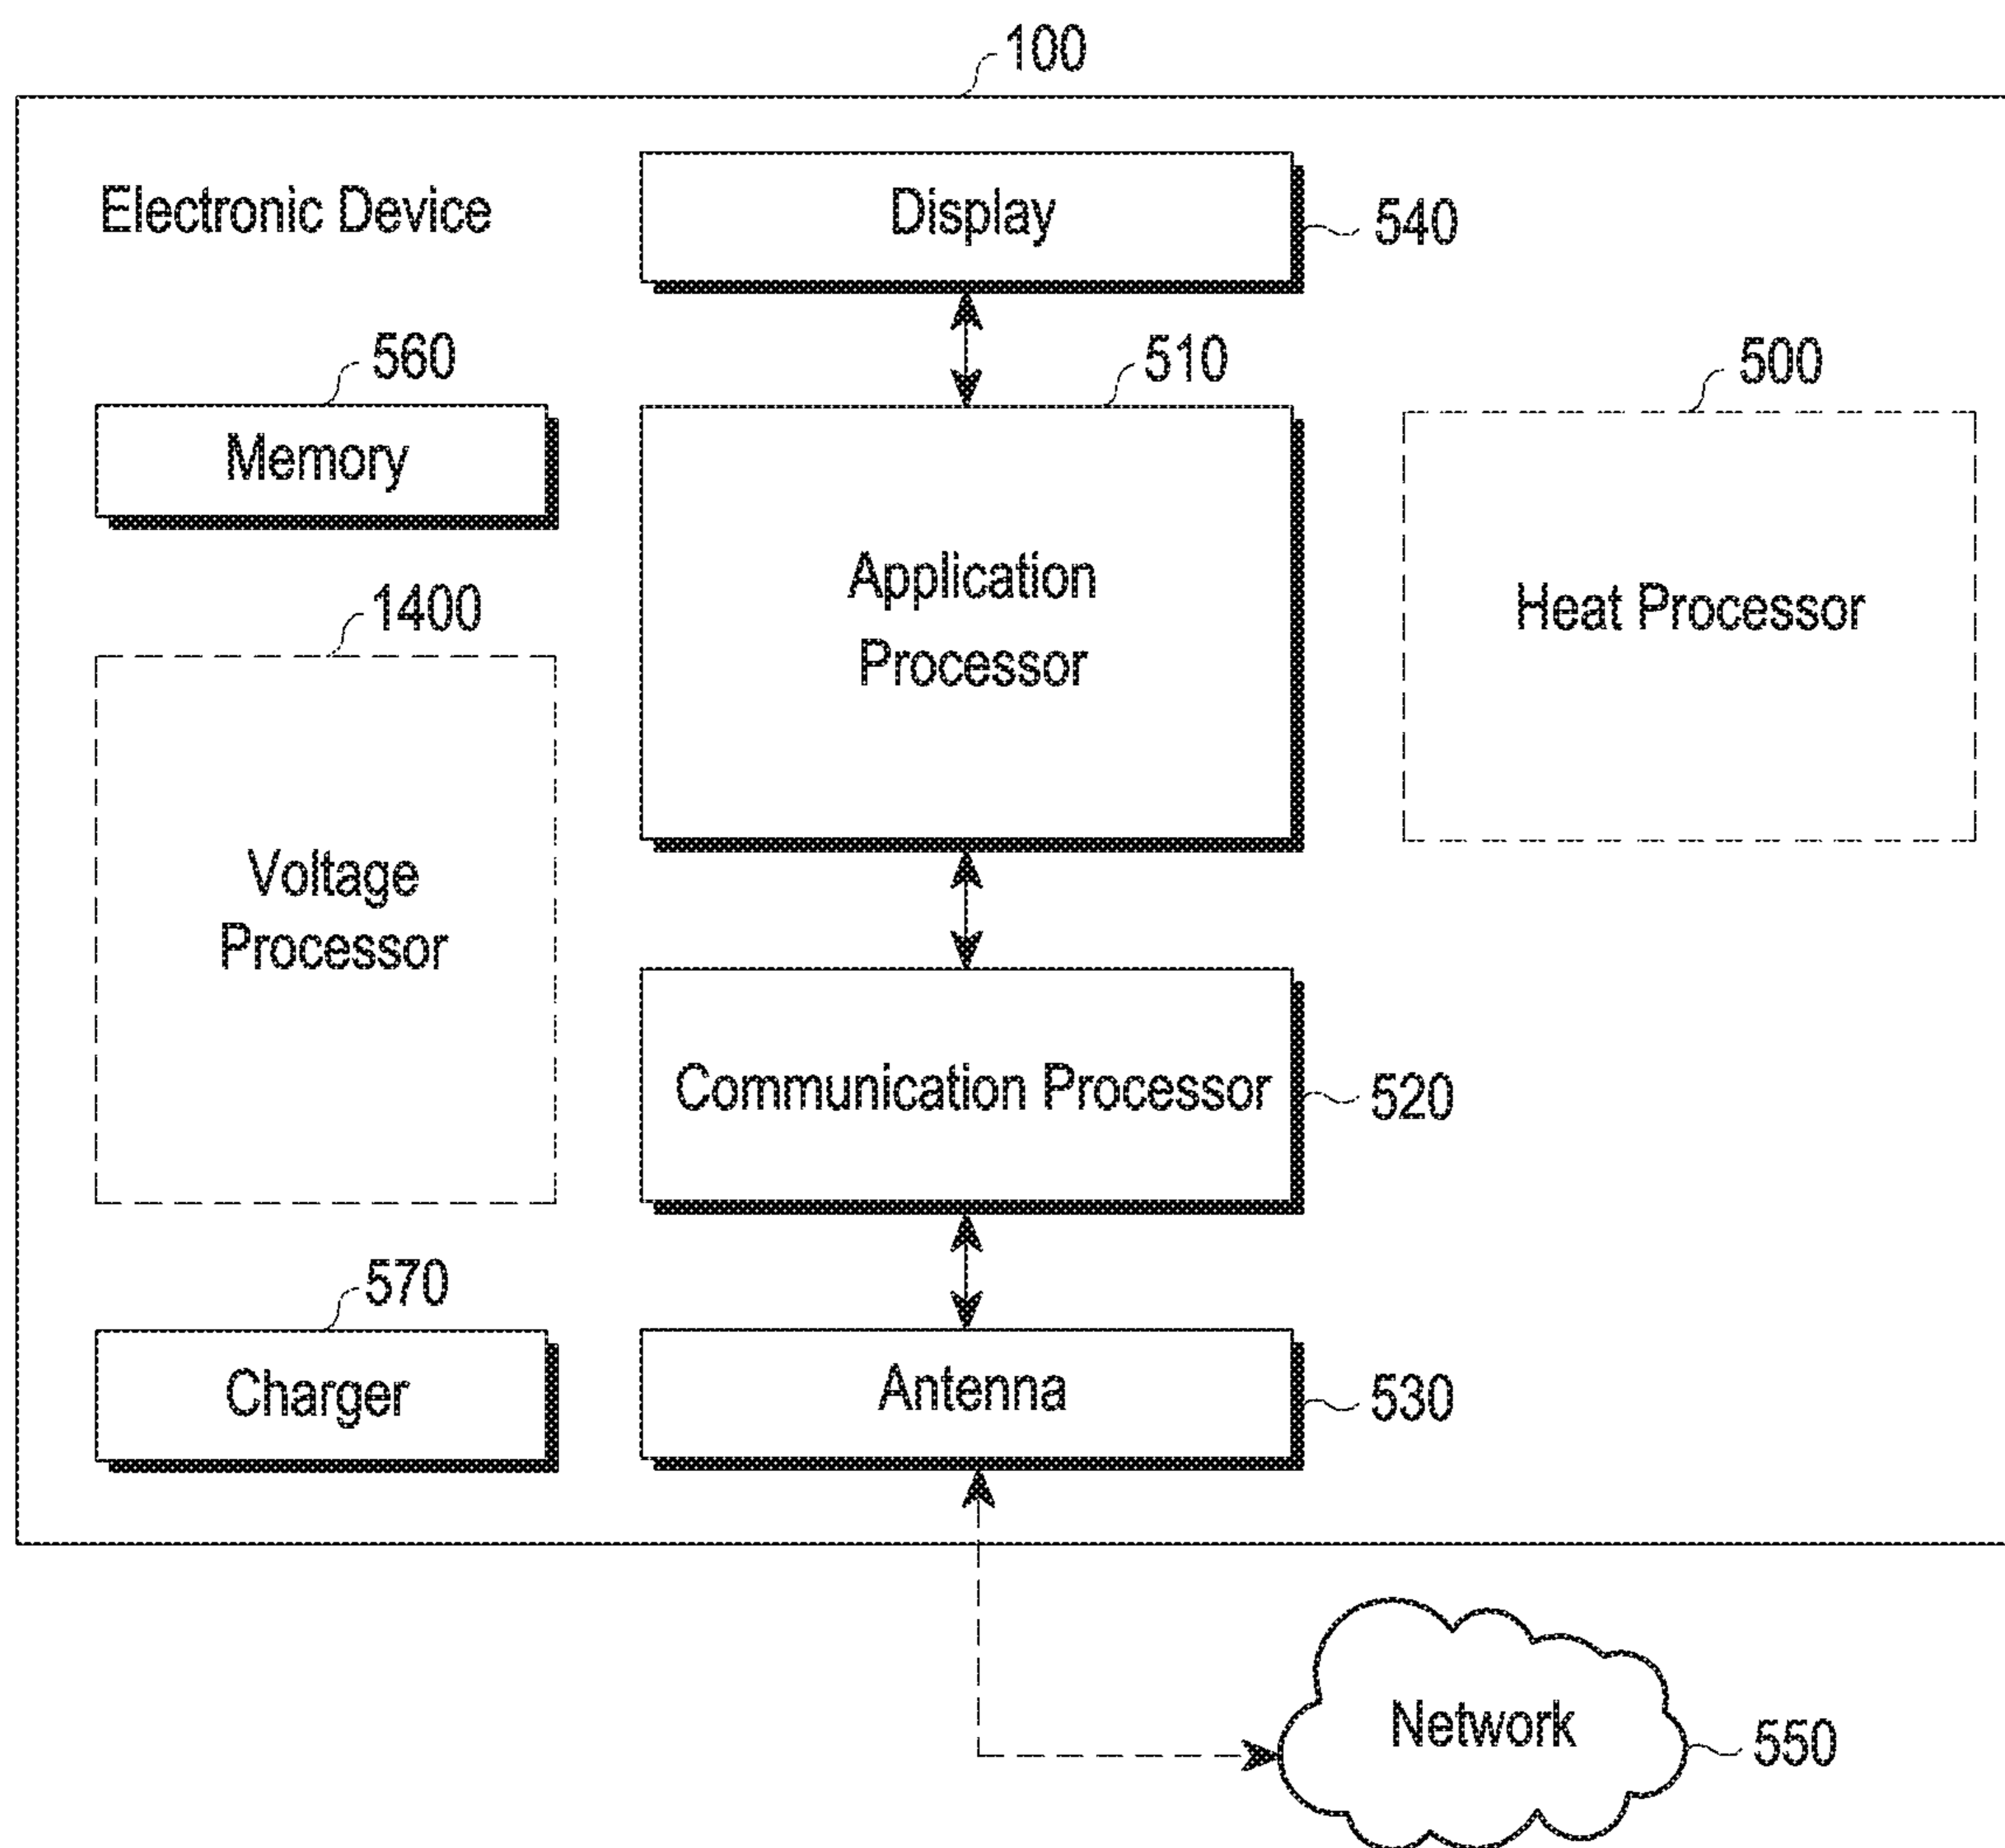 100
Electronic Device
Display
540
560
Memory
510
Application
Processor
500
Heat Processor
1400
Voltage
Processor
Communication Processor
520
570
Charger
Antenna
530
Network
550